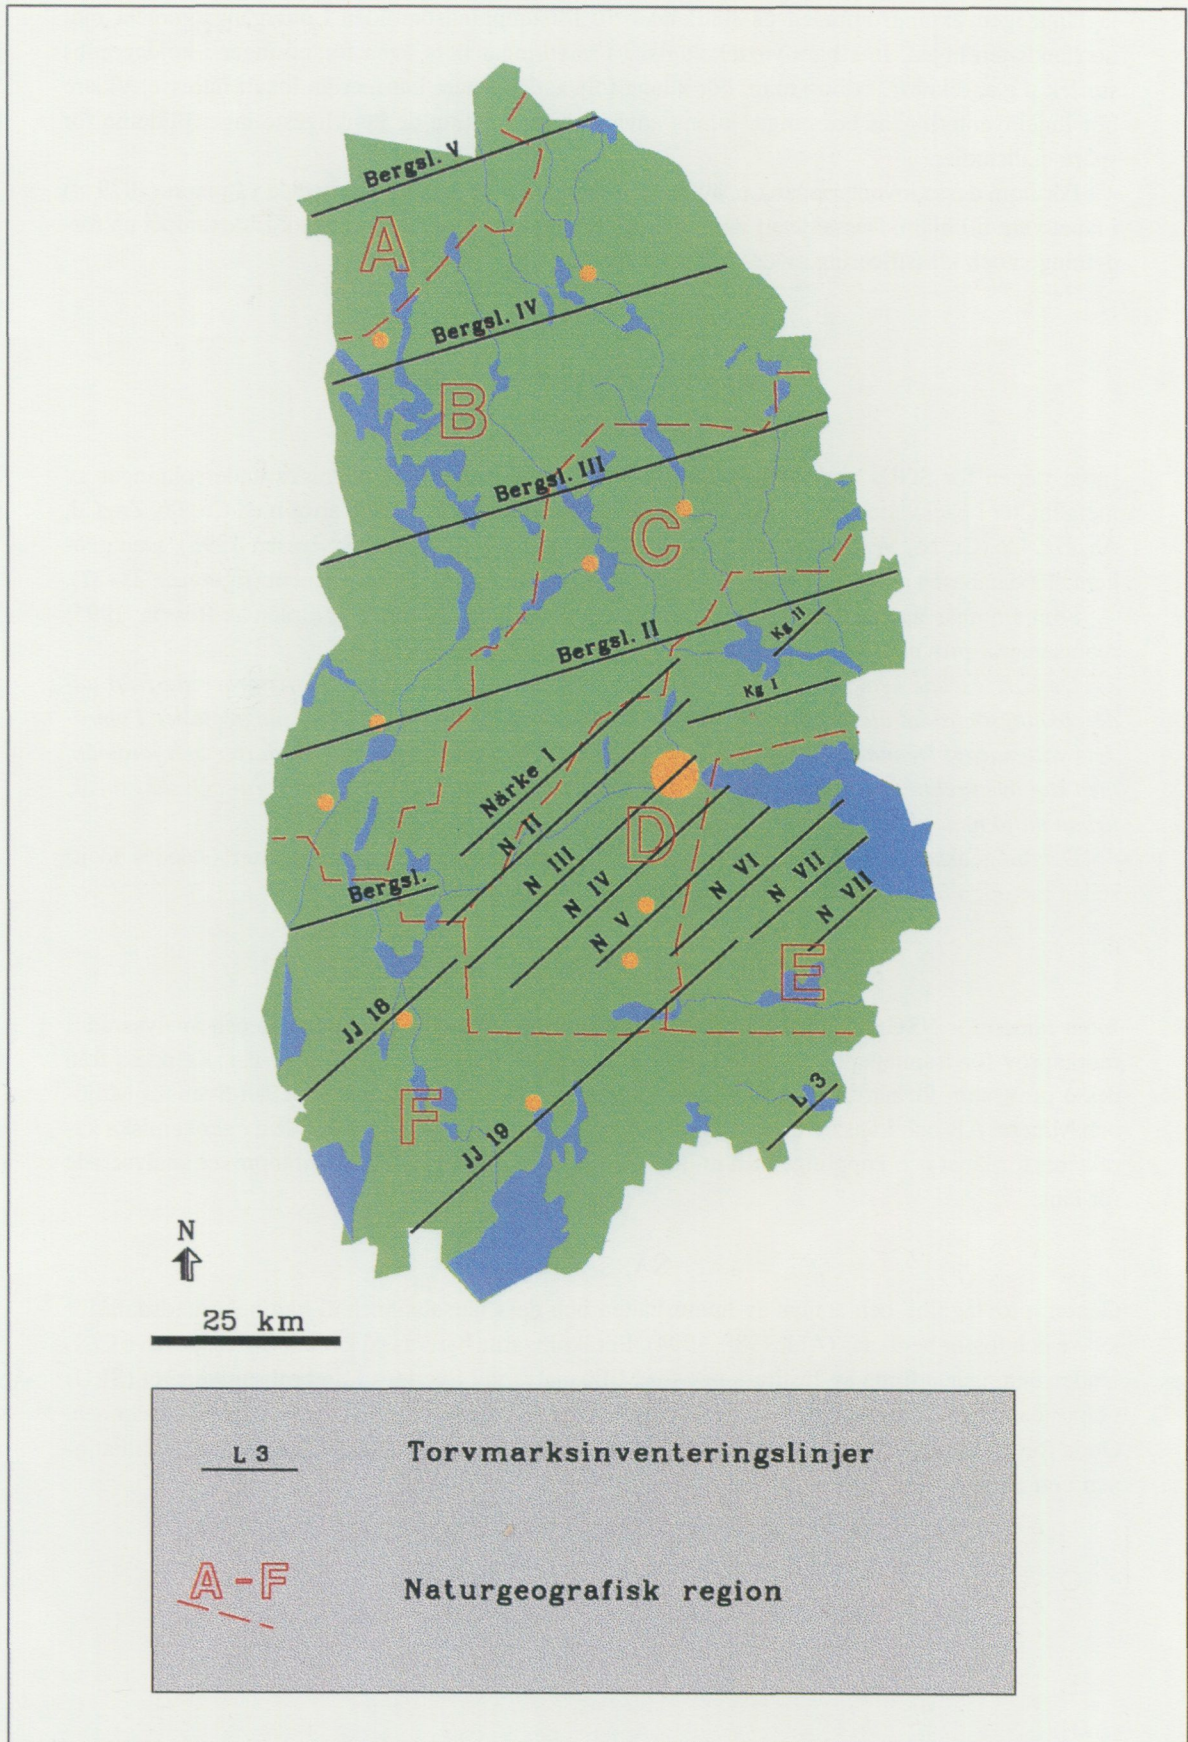 Bergsl. V
A
Bergsl. IV
B
Bergsl. III
C
Kg II
Bergsl. II
Kg I
Närke I
N II
D
N III
N IV
N VI
N VII
N VII
Bergsl.
N V
E
JJ 18
L 3
F
JJ 19
N
25 km
L 3 Torvmarksinventeringslinjer
A - F Naturgeografisk region